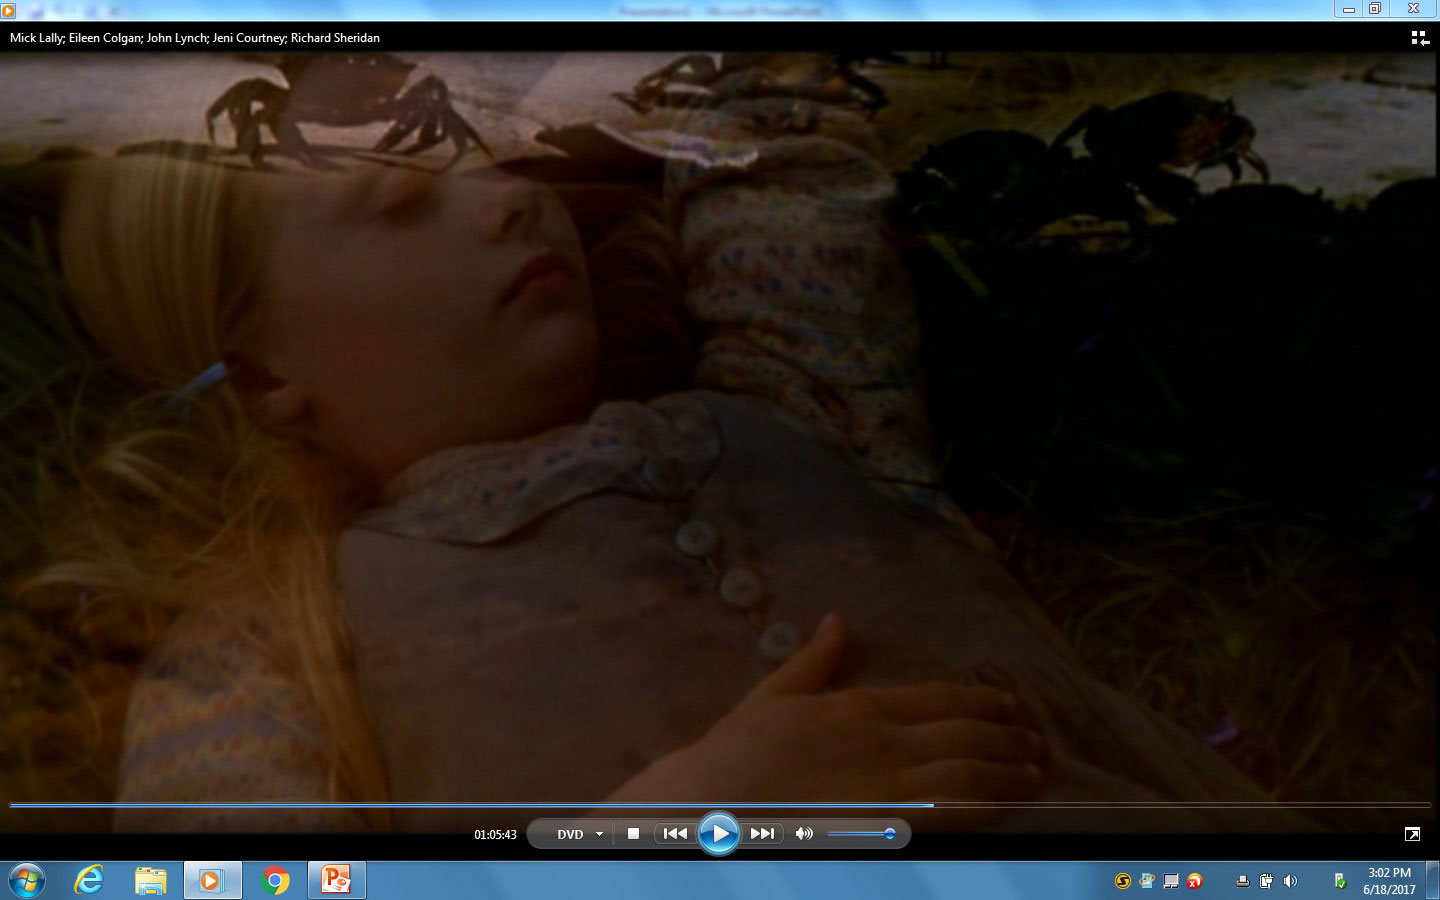 Mick Lally; Eileen Colgan; John Lynch; Jeni Courtney; Richard Sheridan
01:05:43
DVD
3:02 PM
6/18/2017